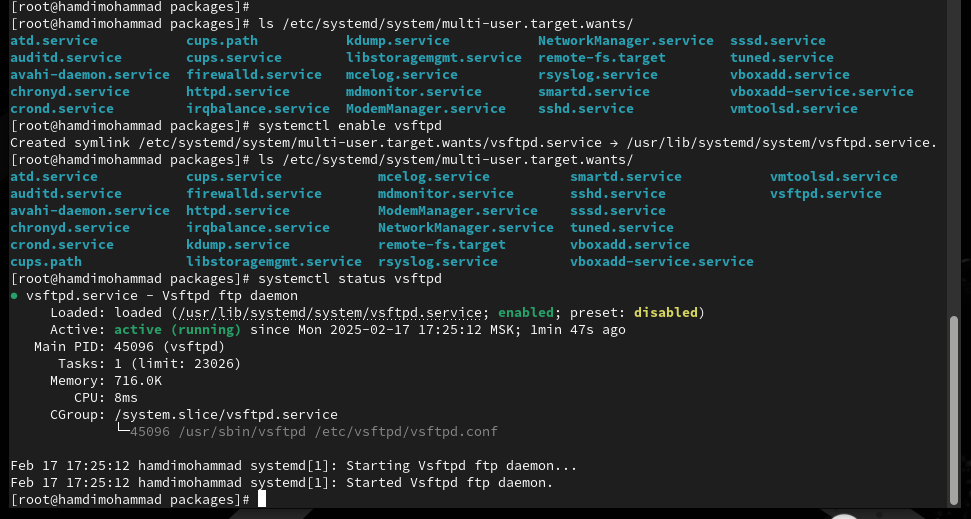 [root@hamdimohammad packages]#
[root@hamdimohammad packages]# ls /etc/systemd/system/multi-user.target.wants/
atd.service cups.path kdump.service NetworkManager.service sssd.service
auditd.service cups.service libstoragemgmt.service remote-fs.target tuned.service
avahi-daemon.service firewalld.service mcelog.service rsyslog.service vboxadd.service
chronyd.service httpd.service mdmonitor.service smartd.service vboxadd-service.service
crond.service irqbalance.service ModemManager.service sshd.service vmtoolsd.service
[root@hamdimohammad packages]# systemctl enable vsftpd
Created symlink /etc/systemd/system/multi-user.target.wants/vsftpd.service → /usr/lib/systemd/system/vsftpd.service.
[root@hamdimohammad packages]# ls /etc/systemd/system/multi-user.target.wants/
atd.service cups.service mcelog.service smartd.service vmtoolsd.service
auditd.service firewalld.service mdmonitor.service sshd.service vsftpd.service
avahi-daemon.service httpd.service ModemManager.service sssd.service
chronyd.service irqbalance.service NetworkManager.service tuned.service
crond.service kdump.service remote-fs.target vboxadd.service
cups.path libstoragemgmt.service rsyslog.service vboxadd-service.service
[root@hamdimohammad packages]# systemctl status vsftpd
● vsftpd.service - Vsftpd ftp daemon
Loaded: loaded (/usr/lib/systemd/system/vsftpd.service; enabled; preset: disabled)
Active: active (running) since Mon 2025-02-17 17:25:12 MSK; 1min 47s ago
Main PID: 45096 (vsftpd)
Tasks: 1 (limit: 23026)
Memory: 716.0K
CPU: 8ms
CGroup: /system.slice/vsftpd.service
└─45096 /usr/sbin/vsftpd /etc/vsftpd/vsftpd.conf
Feb 17 17:25:12 hamdimohammad systemd[1]: Starting Vsftpd ftp daemon...
Feb 17 17:25:12 hamdimohammad systemd[1]: Started Vsftpd ftp daemon.
[root@hamdimohammad packages]#